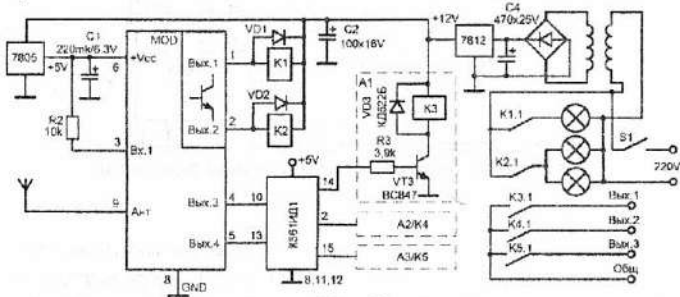 C1
220mk/6.3V
7805
+5V
6
+Vcc
MOD
Вых.1
1
VD1
K1
VD2
2
Вых.2
K2
C2
100x16V
+12V
7812
C4
470x25V
R2
10k
3
Вх.1
9
Ант
Вых.3
4
10
Вых.4
5
13
8
GND
+5V
К561ИД1
14
2
15
8,11,12
A1
VD3
КД522Б
K3
R3
3,9k
VT3
BC847
A2/K4
A3/K5
K1.1
K2.1
S1
220V
K3.1
Вых.1
K4.1
Вых.2
K5.1
Вых.3
Общ